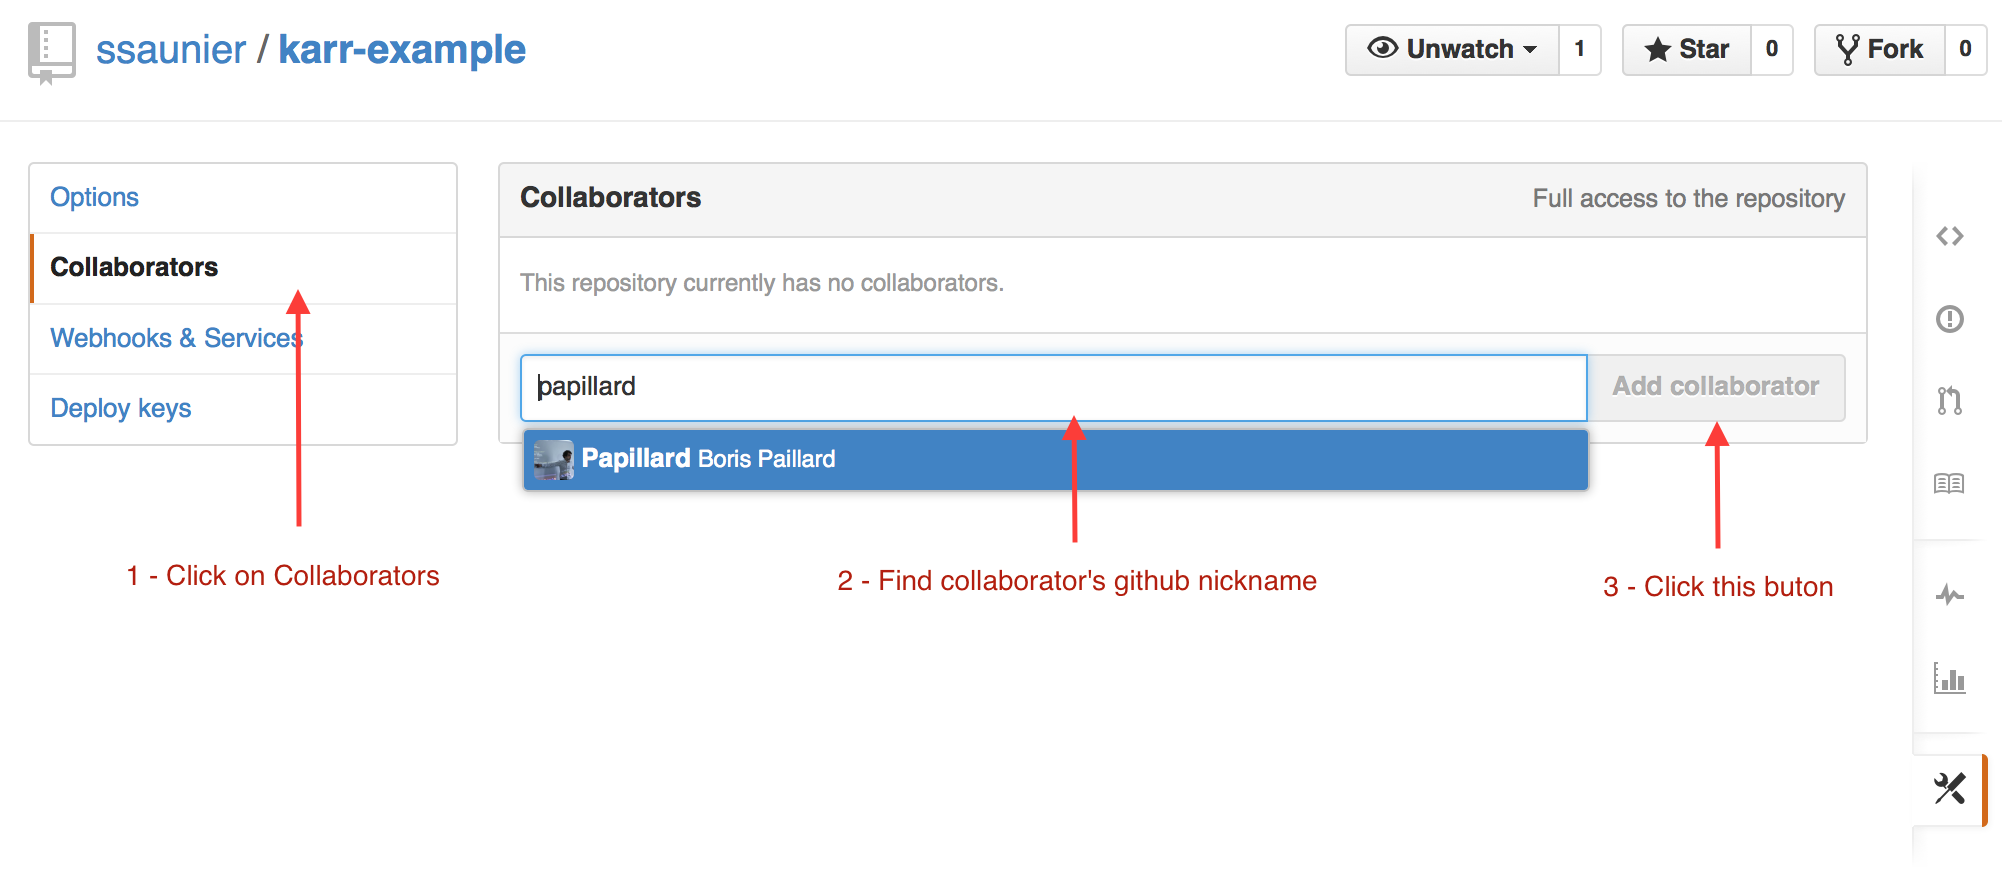 ssaunier / karr-example
Unwatch 1
Star 0
Fork 0
Options
Collaborators
Webhooks & Services
Deploy keys
Collaborators
Full access to the repository
This repository currently has no collaborators.
papillard
Add collaborator
Papillard Boris Paillard
1 - Click on Collaborators
2 - Find collaborator's github nickname
3 - Click this buton